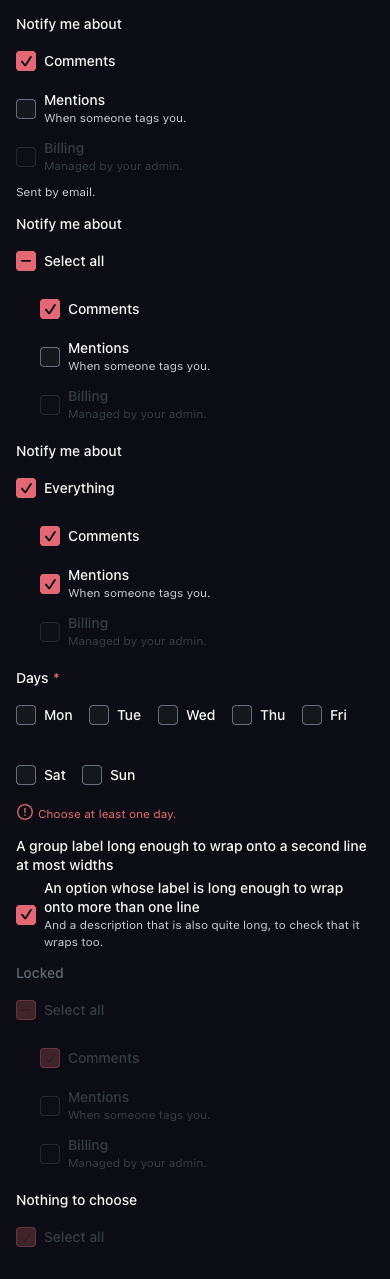 Notify me about
Comments
Mentions
When someone tags you.
Billing
Managed by your admin.
Sent by email.
Notify me about
Select all
Comments
Mentions
When someone tags you.
Billing
Managed by your admin.
Notify me about
Everything
Comments
Mentions
When someone tags you.
Billing
Managed by your admin.
Days *
Mon Tue Wed Thu Fri
Sat Sun
Choose at least one day.
A group label long enough to wrap onto a second line
at most widths
An option whose label is long enough to wrap
onto more than one line
And a description that is also quite long, to check that it
wraps too.
Locked
Select all
Comments
Mentions
When someone tags you.
Billing
Managed by your admin.
Nothing to choose
Select all